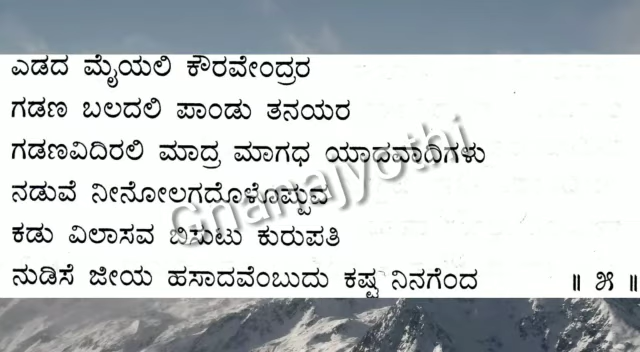 ಎಡದ ಮೈಯಲಿ ಕೌರವೇಂದ್ರರ
ಗಡಣ ಬಲದಲಿ ಪಾಂಡು ತನಯರ
ಗಡಣವಿದಿರಲಿ ಮಾದ್ರ ಮಾಗಧ ಯಾದವಾದಿಗಳು
ನಡುವೆ ನೀನೋಲಗದೊಳೊಪ್ಪುವ
ಕಡು ವಿಲಾಸವ ಬಿಸುಟು ಕುರುಪತಿ
ನುಡಿಸೆ ಜೀಯ ಹಸಾದವೆಂಬುದು ಕಷ್ಟ ನಿನಗೆಂದ ॥ ೫ ॥
Gnanajyothi